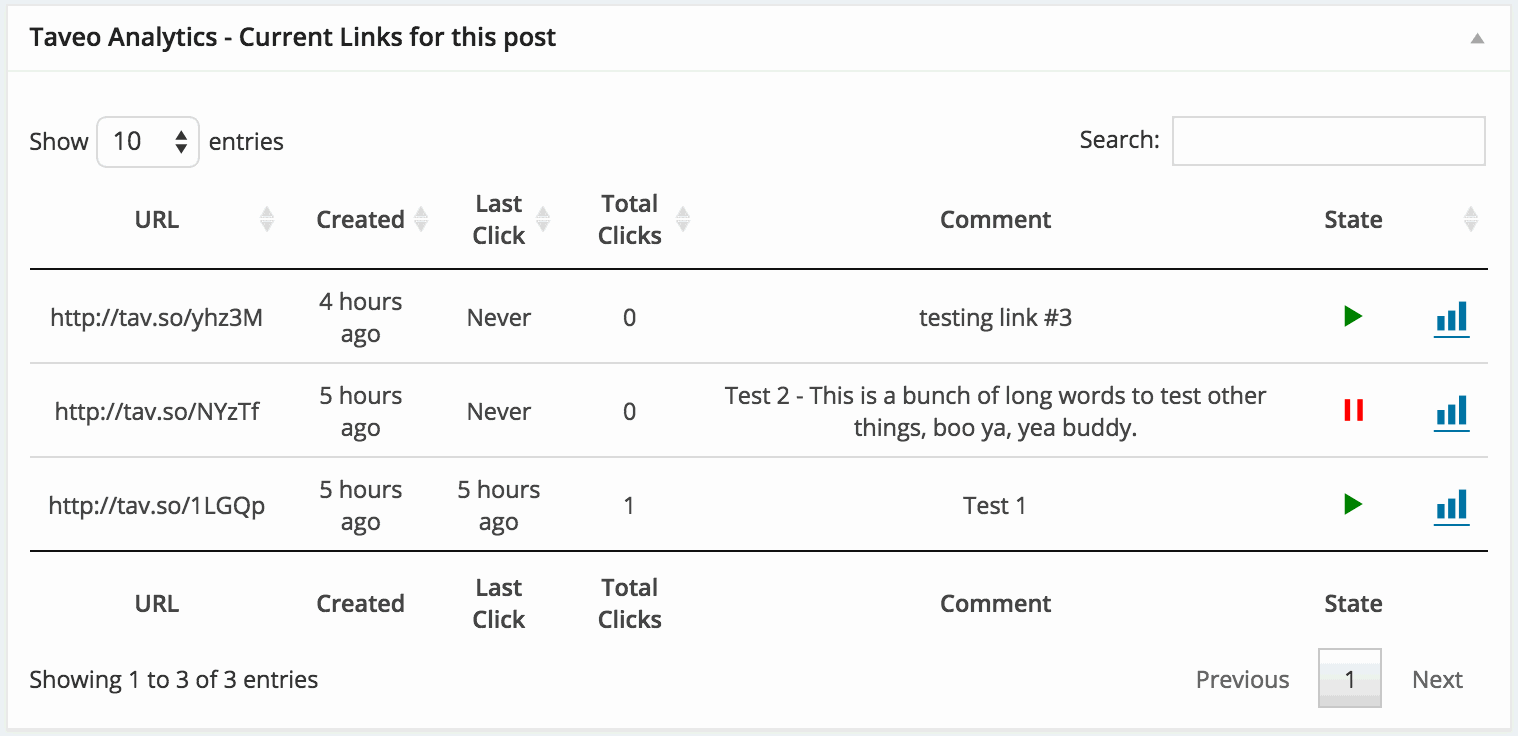 Taveo Analytics - Current Links for this post
Show 10 entries
Search:
URL Created Last Click Total Clicks Comment State
http://tav.so/yhz3M 4 hours ago Never 0 testing link #3
http://tav.so/NYzTf 5 hours ago Never 0 Test 2 - This is a bunch of long words to test other things, boo ya, yea buddy.
http://tav.so/1LGQp 5 hours ago 5 hours ago 1 Test 1
URL Created Last Click Total Clicks Comment State
Showing 1 to 3 of 3 entries
Previous 1 Next